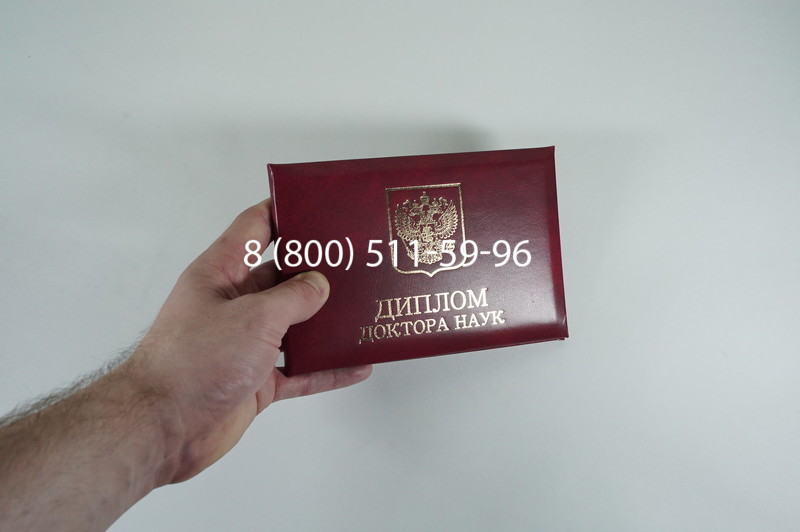 8 (800) 511-59-96
ДИПЛОМ
ДОКТОРА НАУК